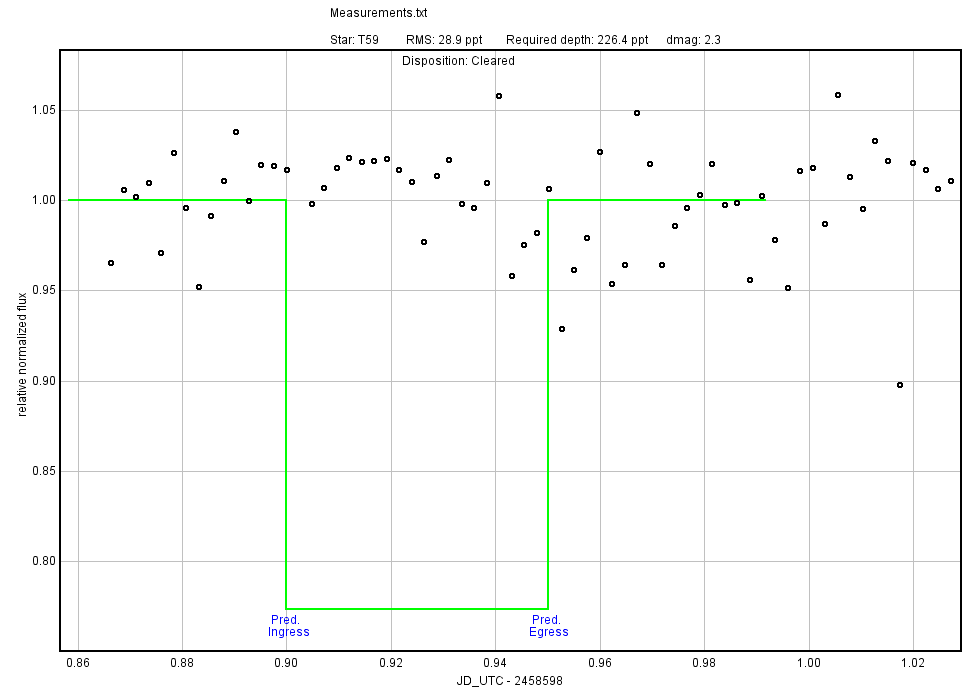 Measurements.txt
Star: T59 RMS: 28.9 ppt Required depth: 226.4 ppt dmag: 2.3
Disposition: Cleared
1.05
1.00
0.95
0.90
0.85
0.80
relative normalized flux
Pred. Pred.
Ingress Egress
0.86 0.88 0.90 0.92 0.94 0.96 0.98 1.00 1.02
JD_UTC - 2458598